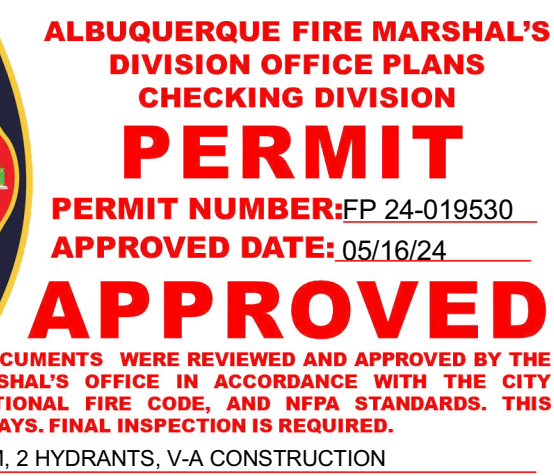 ALBUQUERQUE FIRE MARSHAL'S
DIVISION OFFICE PLANS
CHECKING DIVISION
PERMIT
PERMIT NUMBER:FP 24-019530
APPROVED DATE: 05/16/24
APPROVED
WERE REVIEWED AND APPROVED BY THE
OFFICE IN ACCORDANCE WITH THE CITY
FIRE CODE, AND NFPA STANDARDS. THIS
FINAL INSPECTION IS REQUIRED.
2 HYDRANTS, V-A CONSTRUCTION